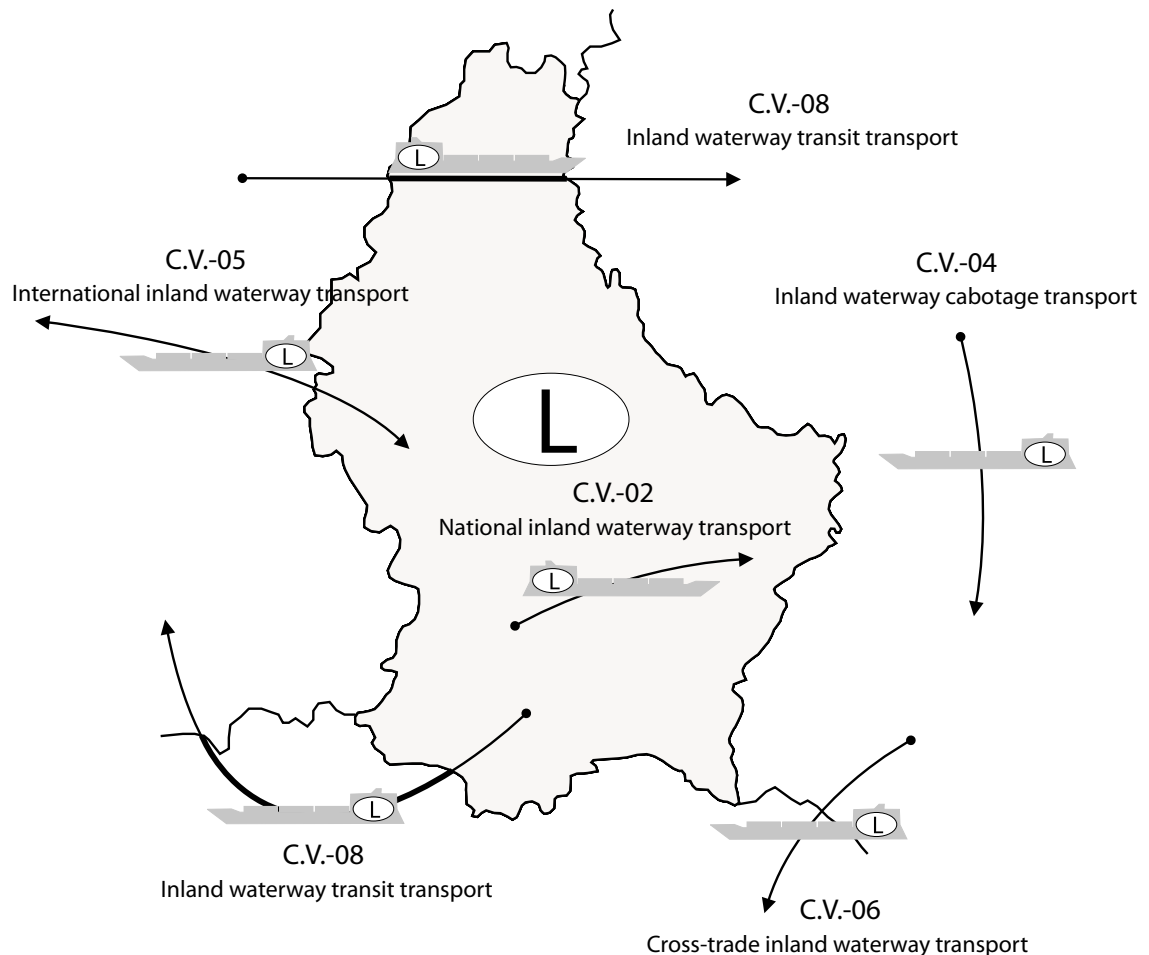 C.V.-08
Inland waterway transit transport
L
C.V.-05
International inland waterway transport
L
C.V.-04
Inland waterway cabotage transport
L
L
C.V.-02
National inland waterway transport
L
L
C.V.-08
Inland waterway transit transport
L
C.V.-06
Cross-trade inland waterway transport